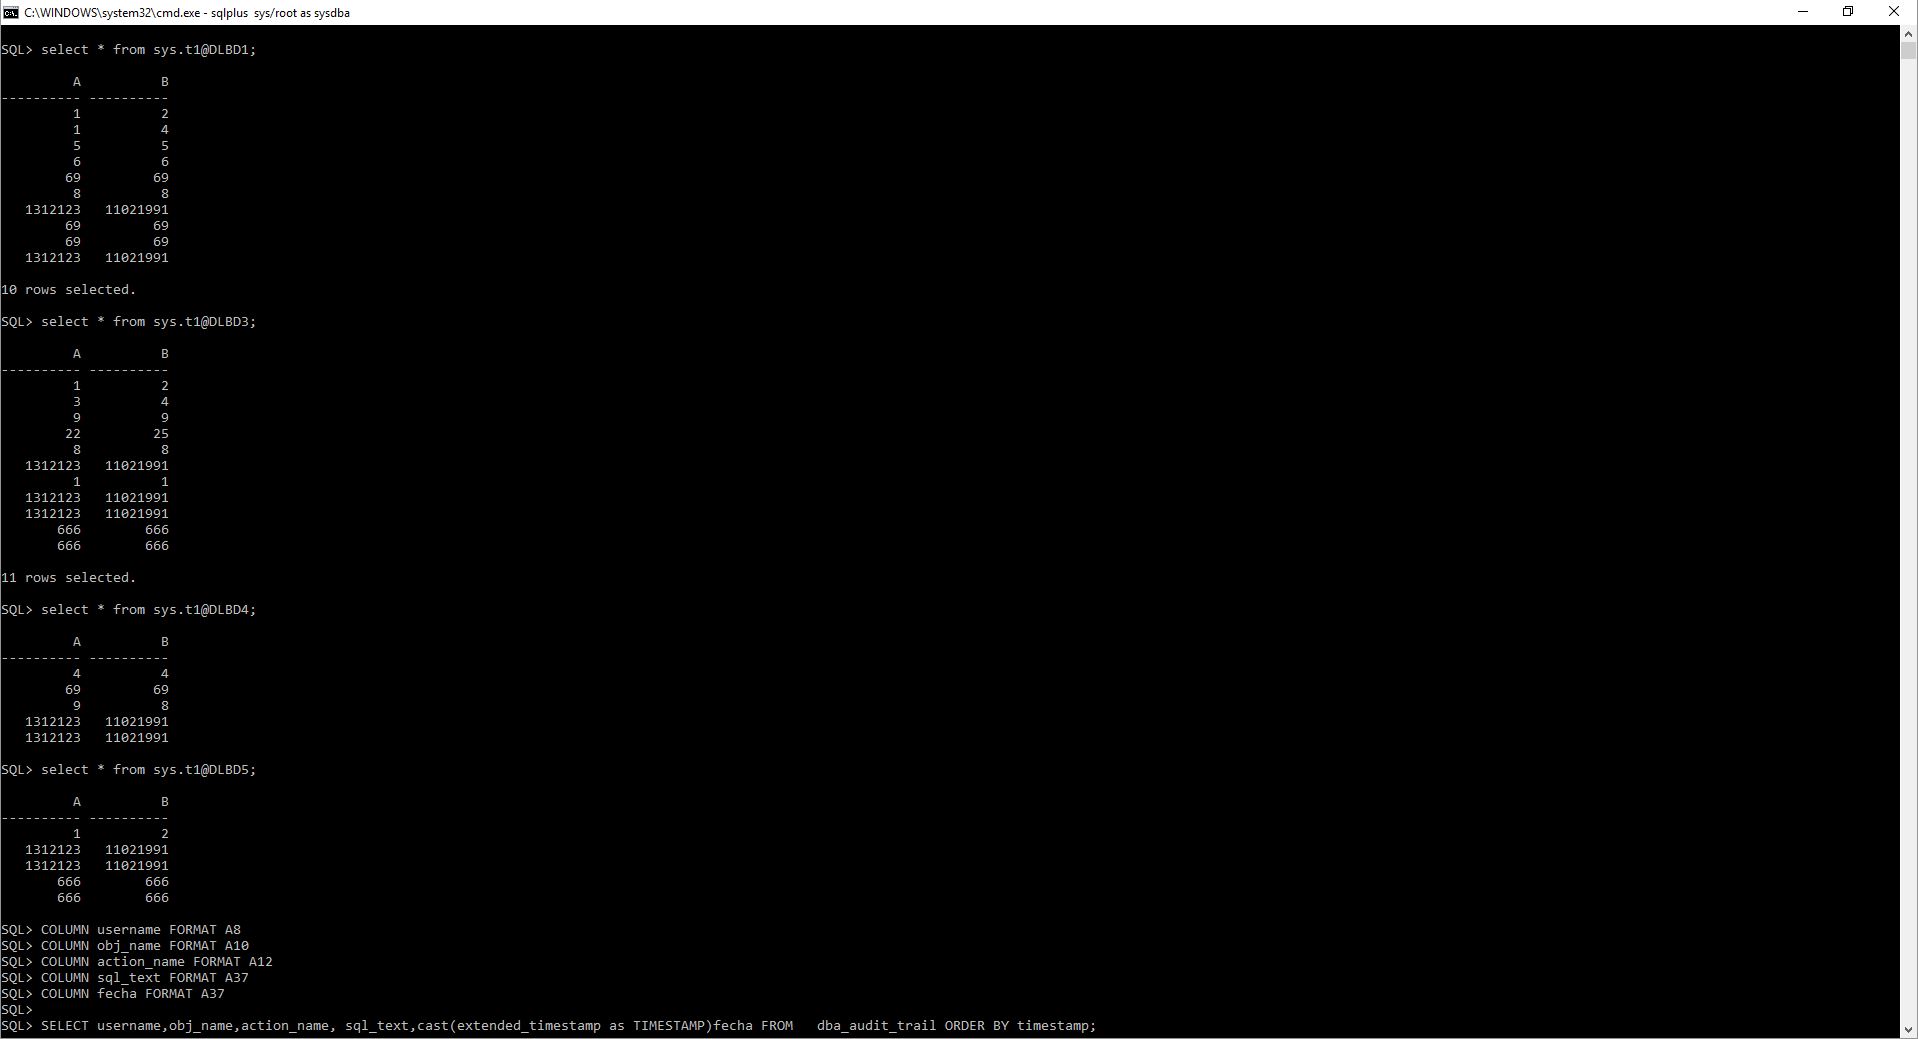 C:\WINDOWS\system32\cmd.exe - sqlplus  sys/root as sysdba
SQL> select * from sys.t1@DLBD1;
         A          B
---------- ----------
         1          2
         1          4
         5          5
         6          6
        69         69
         8          8
   1312123   11021991
        69         69
        69         69
   1312123   11021991
10 rows selected.
SQL> select * from sys.t1@DLBD3;
         A          B
---------- ----------
         1          2
         3          4
         9          9
        22         25
         8          8
   1312123   11021991
         1          1
   1312123   11021991
   1312123   11021991
       666        666
       666        666
11 rows selected.
SQL> select * from sys.t1@DLBD4;
         A          B
---------- ----------
         4          4
        69         69
         9          8
   1312123   11021991
   1312123   11021991
SQL> select * from sys.t1@DLBD5;
         A          B
---------- ----------
         1          2
   1312123   11021991
   1312123   11021991
       666        666
       666        666
SQL> COLUMN username FORMAT A8
SQL> COLUMN obj_name FORMAT A10
SQL> COLUMN action_name FORMAT A12
SQL> COLUMN sql_text FORMAT A37
SQL> COLUMN fecha FORMAT A37
SQL>
SQL> SELECT username,obj_name,action_name, sql_text,cast(extended_timestamp as TIMESTAMP)fecha FROM   dba_audit_trail ORDER BY timestamp;